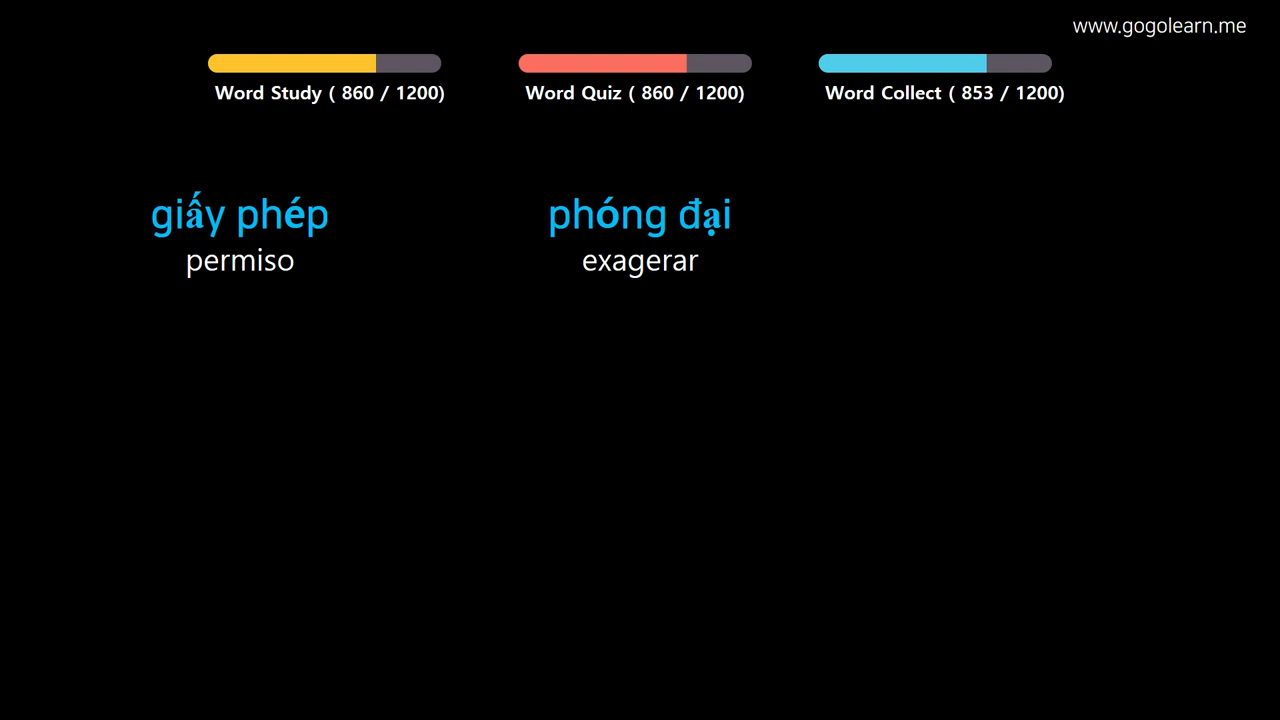 www.gogolearn.me
Word Study ( 860 / 1200)
Word Quiz ( 860 / 1200)
Word Collect ( 853 / 1200)
giấy phép
permiso
phóng đại
exagerar